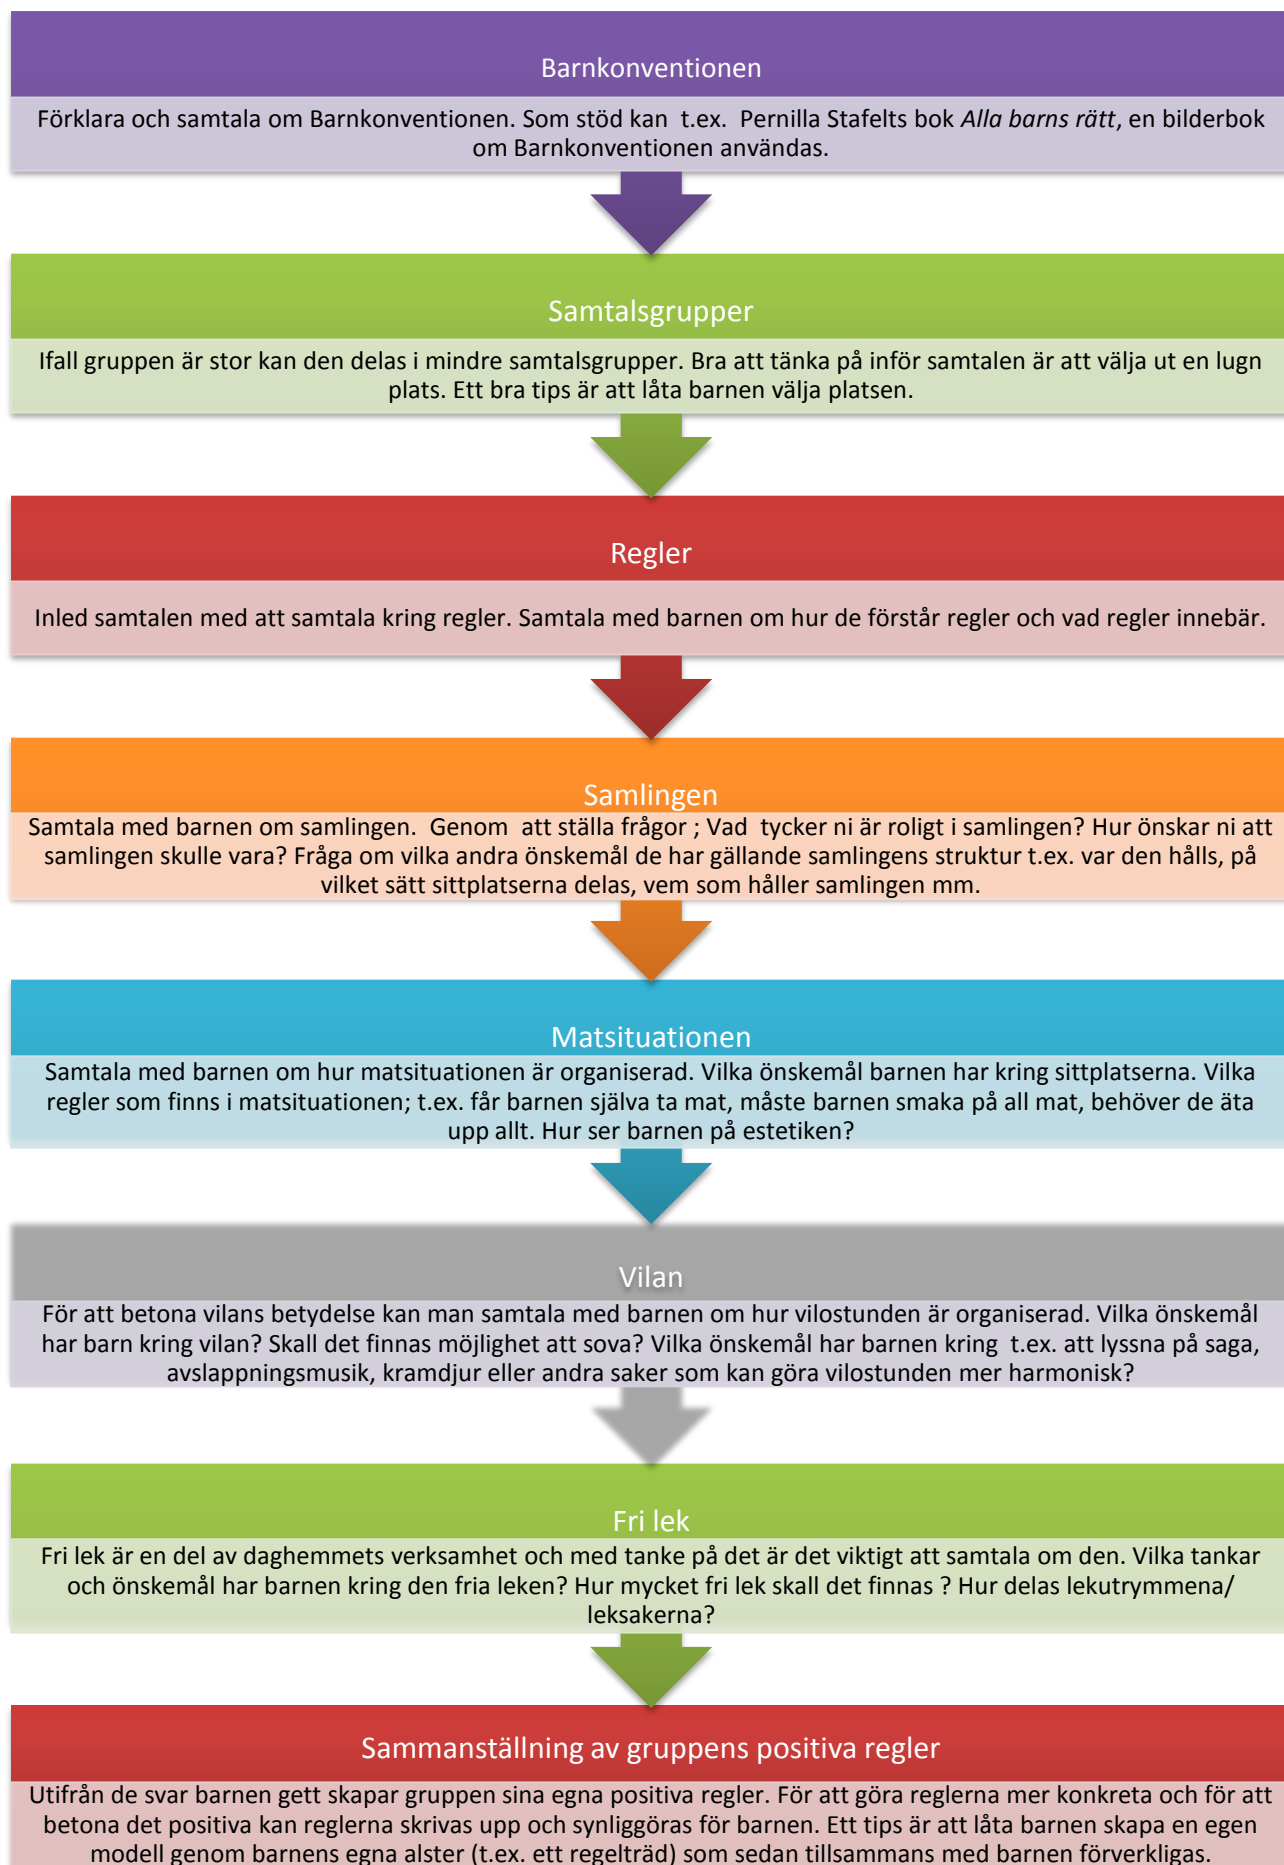 Barnkonventionen
Förklara och samtala om Barnkonventionen. Som stöd kan t.ex. Pernilla Stafelts bok Alla barns rätt, en bilderbok
om Barnkonventionen användas.
Samtalsgrupper
Ifall gruppen är stor kan den delas i mindre samtalsgrupper. Bra att tänka på inför samtalen är att välja ut en lugn
plats. Ett bra tips är att låta barnen välja platsen.
Regler
Inled samtalen med att samtala kring regler. Samtala med barnen om hur de förstår regler och vad regler innebär.
Samlingen
Samtala med barnen om samlingen. Genom att ställa frågor ; Vad tycker ni är roligt i samlingen? Hur önskar ni att
samlingen skulle vara? Fråga om vilka andra önskemål de har gällande samlingens struktur t.ex. var den hålls, på
vilket sätt sittplatserna delas, vem som håller samlingen mm.
Matsituationen
Samtala med barnen om hur matsituationen är organiserad. Vilka önskemål barnen har kring sittplatserna. Vilka
regler som finns i matsituationen; t.ex. får barnen själva ta mat, måste barnen smaka på all mat, behöver de äta
upp allt. Hur ser barnen på estetiken?
Vilan
För att betona vilans betydelse kan man samtala med barnen om hur vilostunden är organiserad. Vilka önskemål
har barn kring vilan? Skall det finnas möjlighet att sova? Vilka önskemål har barnen kring t.ex. att lyssna på saga,
avslappningsmusik, kramdjur eller andra saker som kan göra vilostunden mer harmonisk?
Fri lek
Fri lek är en del av daghemmets verksamhet och med tanke på det är det viktigt att samtala om den. Vilka tankar
och önskemål har barnen kring den fria leken? Hur mycket fri lek skall det finnas ? Hur delas lekutrymmena/
leksakerna?
Sammanställning av gruppens positiva regler
Utifrån de svar barnen gett skapar gruppen sina egna positiva regler. För att göra reglerna mer konkreta och för att
betona det positiva kan reglerna skrivas upp och synliggöras för barnen. Ett tips är att låta barnen skapa en egen
modell genom barnens egna alster (t.ex. ett regelträd) som sedan tillsammans med barnen förverkligas.